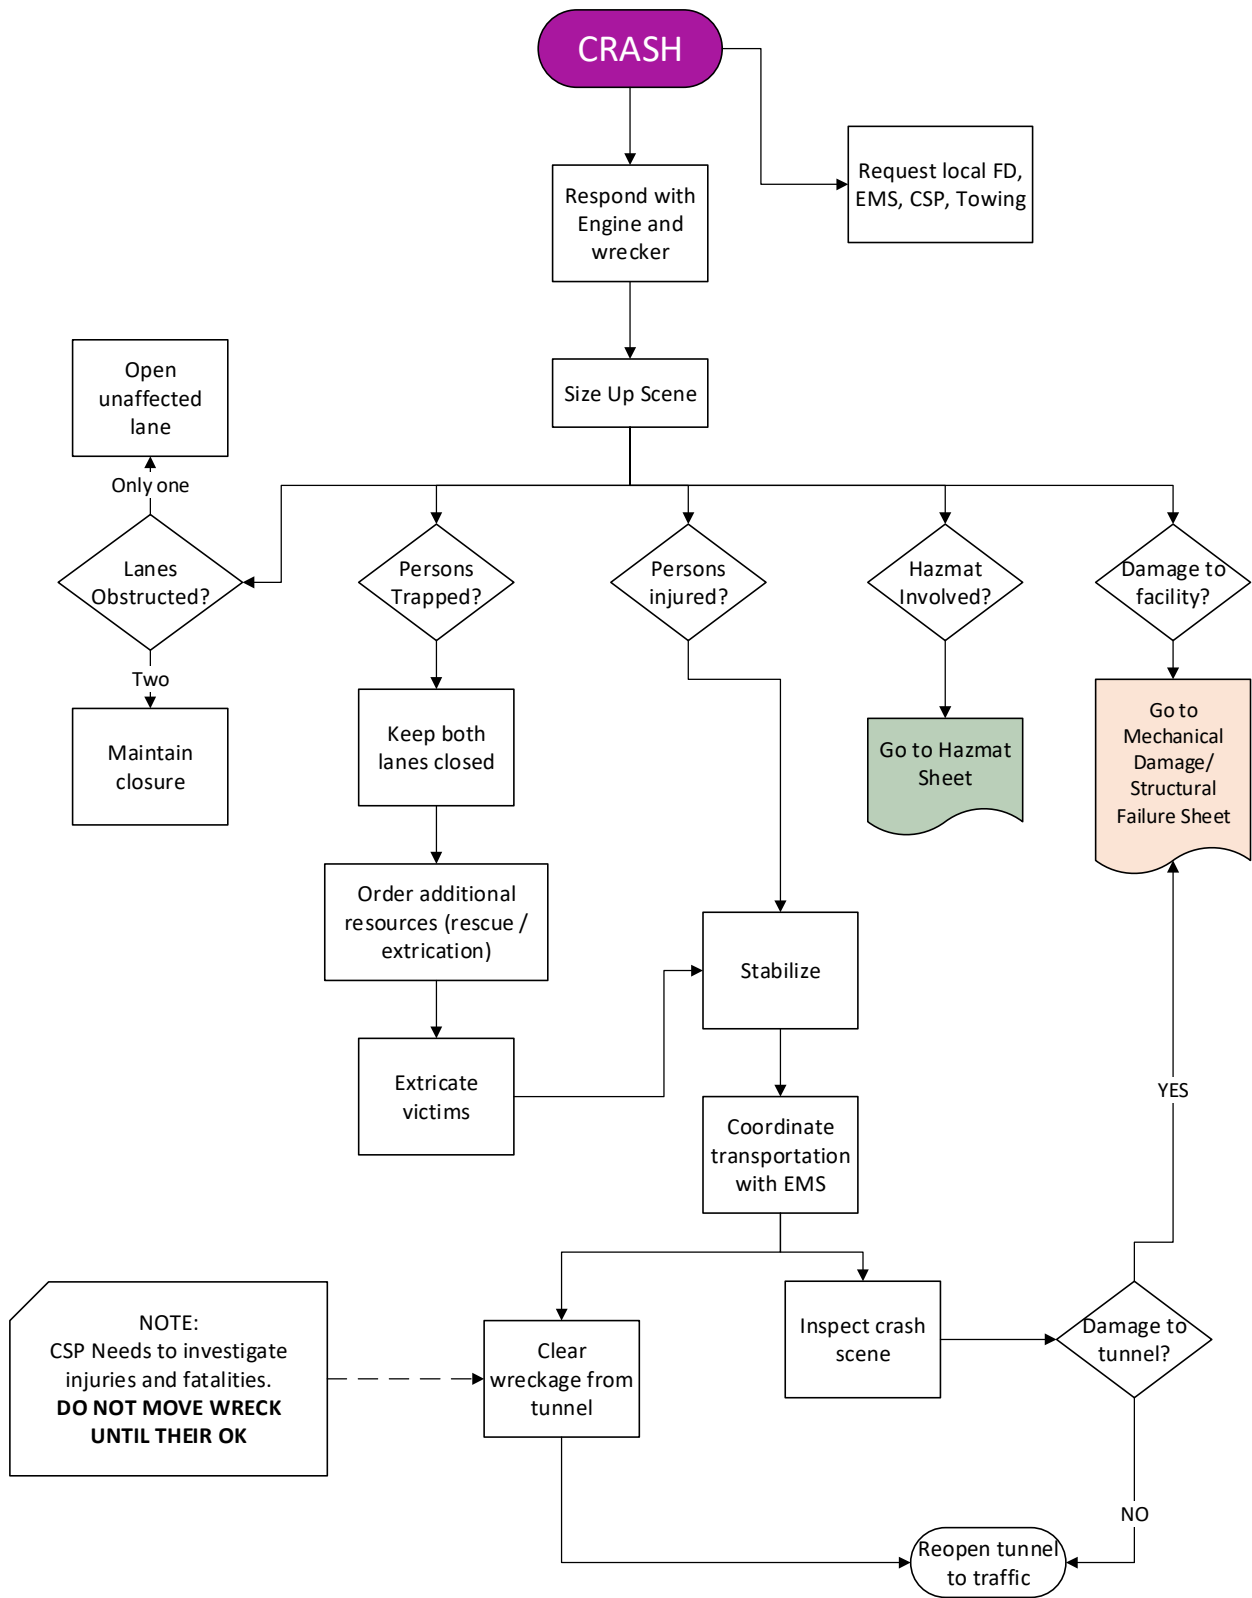 CRASH
Request local FD,
EMS, CSP, Towing
Respond with
Engine and
wrecker
Size Up Scene
Open
unaffected
lane
Only one
Lanes
Obstructed?
Two
Maintain
closure
Persons
Trapped?
Keep both
lanes closed
Order additional
resources (rescue /
extrication)
Extricate
victims
Persons
injured?
Stabilize
Coordinate
transportation
with EMS
Hazmat
Involved?
Go to Hazmat
Sheet
Damage to
facility?
Go to
Mechanical
Damage/
Structural
Failure Sheet
YES
NOTE:
CSP Needs to investigate
injuries and fatalities.
DO NOT MOVE WRECK
UNTIL THEIR OK
Clear
wreckage from
tunnel
Inspect crash
scene
Damage to
tunnel?
NO
Reopen tunnel
to traffic